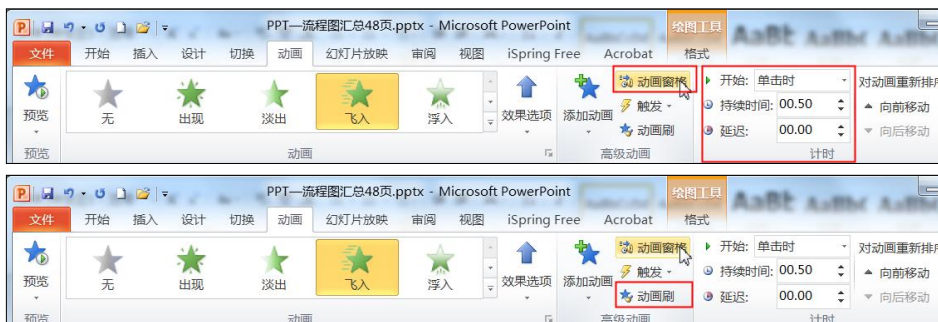 PPT—流程图汇总48页.pptx - Microsoft PowerPoint 绘图工具
文件 开始 插入 设计 切换 动画 幻灯片放映 审阅 视图 iSpring Free Acrobat 格式
动画窗格 开始: 单击时 对动画重新排序
预览 无 出现 淡出 飞入 浮入 效果选项 添加动画 触发 持续时间: 00.50 向前移动
动画刷 延迟: 00.00 向后移动
预览 动画 高级动画 计时
PPT—流程图汇总48页.pptx - Microsoft PowerPoint 绘图工具
文件 开始 插入 设计 切换 动画 幻灯片放映 审阅 视图 iSpring Free Acrobat 格式
动画窗格 开始: 单击时 对动画重新排序
预览 无 出现 淡出 飞入 浮入 效果选项 添加动画 触发 持续时间: 00.50 向前移动
动画刷 延迟: 00.00 向后移动
预览 动画 高级动画 计时